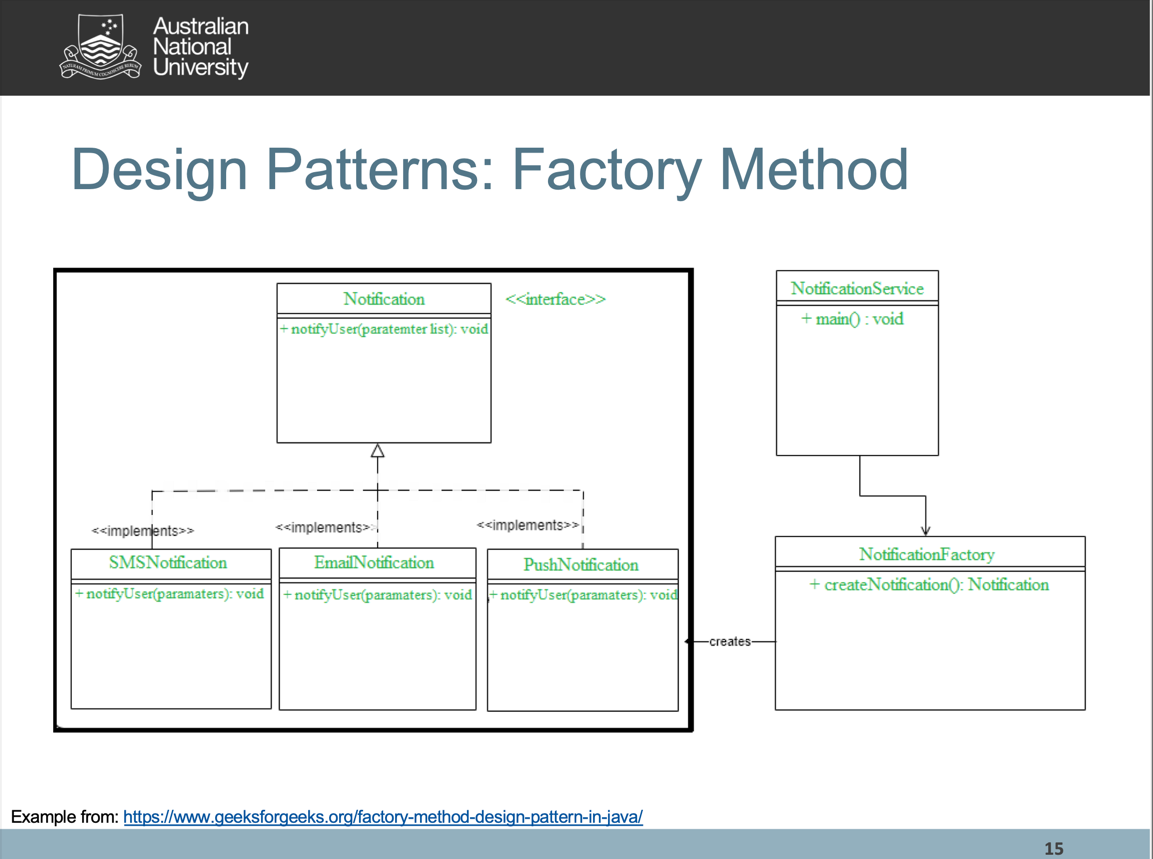 Australian
National
University
Design Patterns: Factory Method
Notification
<<interface>>
+ notifyUser(paratemter list): void
NotificationService
+ main() : void
<<implements>>
<<implements>>
<<implements>>
SMSNotification
+ notifyUser(paramaters): void
EmailNotification
+ notifyUser(paramaters): void
PushNotification
+ notifyUser(paramaters): void
creates
NotificationFactory
+ createNotification(): Notification
Example from: https://www.geeksforgeeks.org/factory-method-design-pattern-in-java/
15